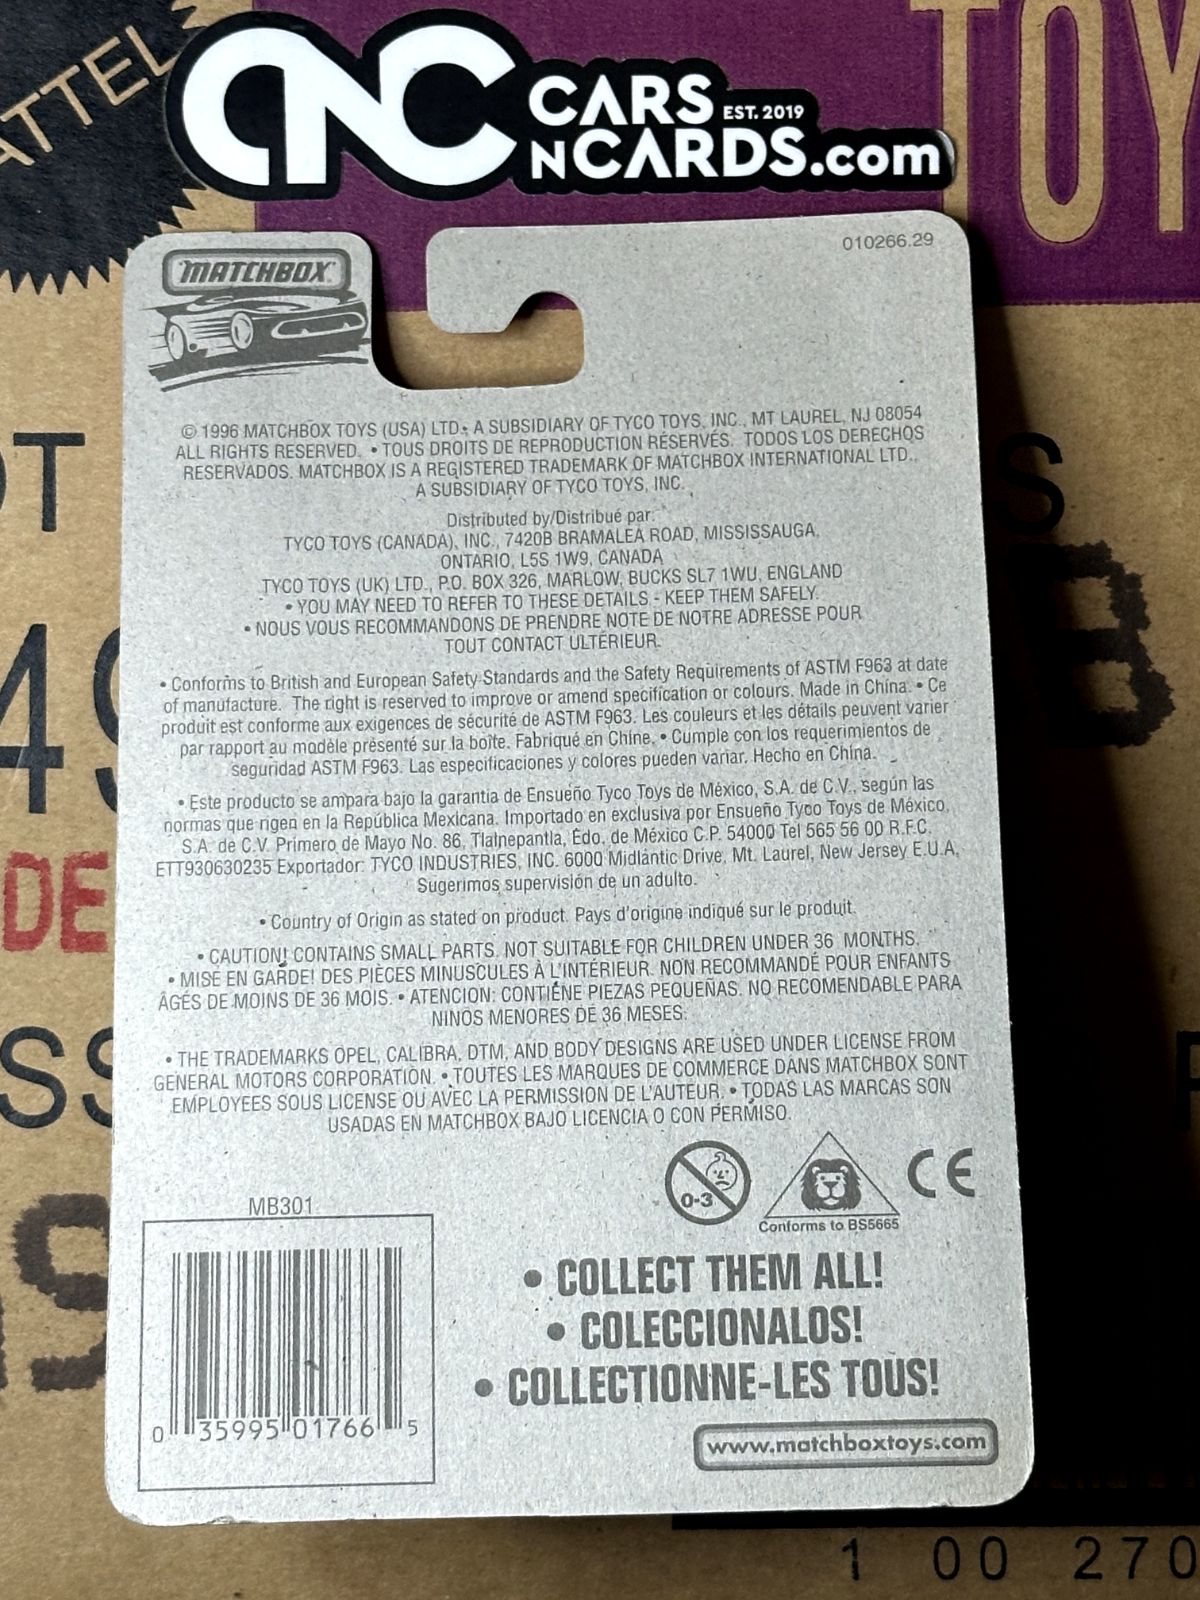 CNC CARS
EST. 2019
NCARDS.com
TOY
MATCHBOX
010266.29
© 1996 MATCHBOX TOYS (USA) LTD., A SUBSIDIARY OF TYCO TOYS, INC., MT LAUREL, NJ 08054
ALL RIGHTS RESERVED. • TOUS DROITS DE REPRODUCTION RÉSERVÉS. TODOS LOS DERECHOS
RESERVADOS. MATCHBOX IS A REGISTERED TRADEMARK OF MATCHBOX INTERNATIONAL LTD.,
A SUBSIDIARY OF TYCO TOYS, INC.
Distributed by/Distribué par:
TYCO TOYS (CANADA), INC., 7420B BRAMALEA ROAD, MISSISSAUGA,
ONTARIO, L5S 1W9, CANADA
TYCO TOYS (UK) LTD., P.O. BOX 326, MARLOW, BUCKS SL7 1WU, ENGLAND
• YOU MAY NEED TO REFER TO THESE DETAILS - KEEP THEM SAFELY.
• NOUS VOUS RECOMMANDONS DE PRENDRE NOTE DE NOTRE ADRESSE POUR
TOUT CONTACT ULTÉRIEUR.
• Conforms to British and European Safety Standards and the Safety Requirements of ASTM F963 at date
of manufacture. The right is reserved to improve or amend specification or colours. Made in China. • Ce
produit est conforme aux exigences de sécurité de ASTM F963. Les couleurs et les détails peuvent varier
par rapport au modèle présenté sur la boîte. Fabriqué en Chine. • Cumple con los requerimientos de
seguridad ASTM F963. Las especificaciones y colores pueden variar. Hecho en China.
• Este producto se ampara bajo la garantia de Ensueño Tyco Toys de México, S.A. de C.V., según las
normas que rigen en la República Mexicana. Importado en exclusiva por Ensueño Tyco Toys de México,
S.A. de C.V. Primero de Mayo No. 86, Tlalnepantla, Edo. de México C.P. 54000 Tel 565 56 00 R.F.C.
ETT930630235 Exportador: TYCO INDUSTRIES, INC. 6000 Midlantic Drive, Mt. Laurel, New Jersey E.U.A.
Sugerimos supervisión de un adulto.
• Country of Origin as stated on product. Pays d'origine indiqué sur le produit.
• CAUTION! CONTAINS SMALL PARTS. NOT SUITABLE FOR CHILDREN UNDER 36 MONTHS.
• MISE EN GARDE! DES PIÈCES MINUSCULES À L'INTÉRIEUR. NON RECOMMANDÉ POUR ENFANTS
ÂGÉS DE MOINS DE 36 MOIS. • ATENCION: CONTIENE PIEZAS PEQUEÑAS. NO RECOMENDABLE PARA
NINOS MENORES DE 36 MESES.
• THE TRADEMARKS OPEL, CALIBRA, DTM, AND BODY DESIGNS ARE USED UNDER LICENSE FROM
GENERAL MOTORS CORPORATION. • TOUTES LES MARQUES DE COMMERCE DANS MATCHBOX SONT
EMPLOYEES SOUS LICENSE OU AVEC LA PERMISSION DE L'AUTEUR. • TODAS LAS MARCAS SON
USADAS EN MATCHBOX BAJO LICENCIA O CON PERMISO.
0-3
CE
Conforms to BS5665
MB301
0 35995 01766 5
• COLLECT THEM ALL!
• COLECCIONALOS!
• COLLECTIONNE-LES TOUS!
www.matchboxtoys.com
1 00 270